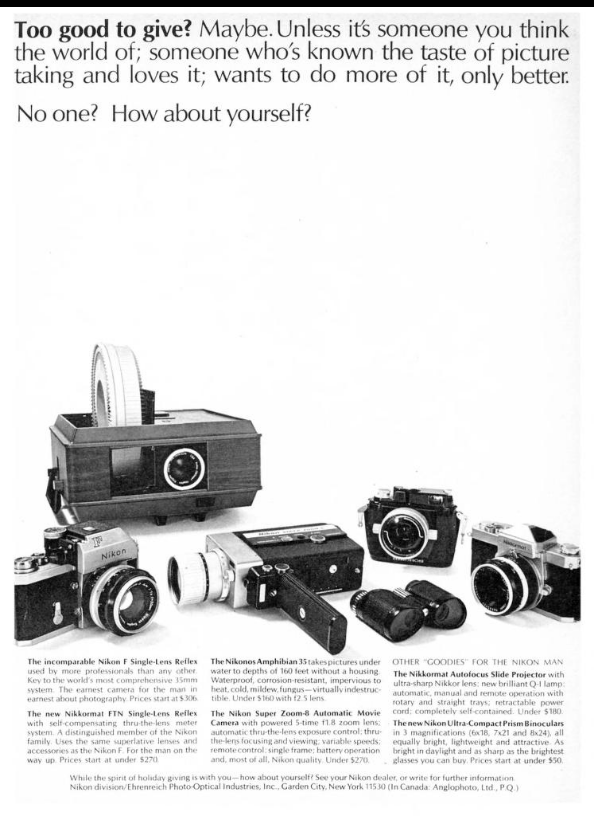 Too good to give? Maybe. Unless it's someone you think
the world of; someone who's known the taste of picture
taking and loves it; wants to do more of it, only better.
No one? How about yourself?
F
Nikon
Nikkormat
The incomparable Nikon F Single-Lens Reflex
used by more professionals than any other.
Key to the world's most comprehensive 35mm
system. The earnest camera for the man in
earnest about photography. Prices start at $306.
The new Nikkormat FTN Single-Lens Reflex
with self-compensating thru-the-lens meter
system. A distinguished member of the Nikon
family. Uses the same superlative lenses and
accessories as the Nikon F. For the man on the
way up. Prices start at under $270.
The Nikonos Amphibian 35 takes pictures under
water to depths of 160 feet without a housing.
Waterproof, corrosion-resistant, impervious to
heat, cold, mildew, fungus—virtually indestruc-
tible. Under $160 with f2.5 lens.
The Nikon Super Zoom-8 Automatic Movie
Camera with powered 5-time f1.8 zoom lens;
automatic thru-the-lens exposure control; thru-
the-lens focusing and viewing; variable speeds;
remote control; single frame; battery operation
and, most of all, Nikon quality. Under $270.
OTHER "GOODIES" FOR THE NIKON MAN
The Nikkormat Autofocus Slide Projector with
ultra-sharp Nikkor lens; new brilliant Q-I lamp;
automatic, manual and remote operation with
rotary and straight trays; retractable power
cord; completely self-contained. Under $180.
The new Nikon Ultra-Compact Prism Binoculars
in 3 magnifications (6x18, 7x21 and 8x24), all
equally bright, lightweight and attractive. As
bright in daylight and as sharp as the brightest
glasses you can buy. Prices start at under $50.
While the spirit of holiday giving is with you—how about yourself? See your Nikon dealer, or write for further information
Nikon division/Ehrenreich Photo-Optical Industries, Inc., Garden City, New York 11530 (In Canada: Anglophoto, Ltd., P.Q.)